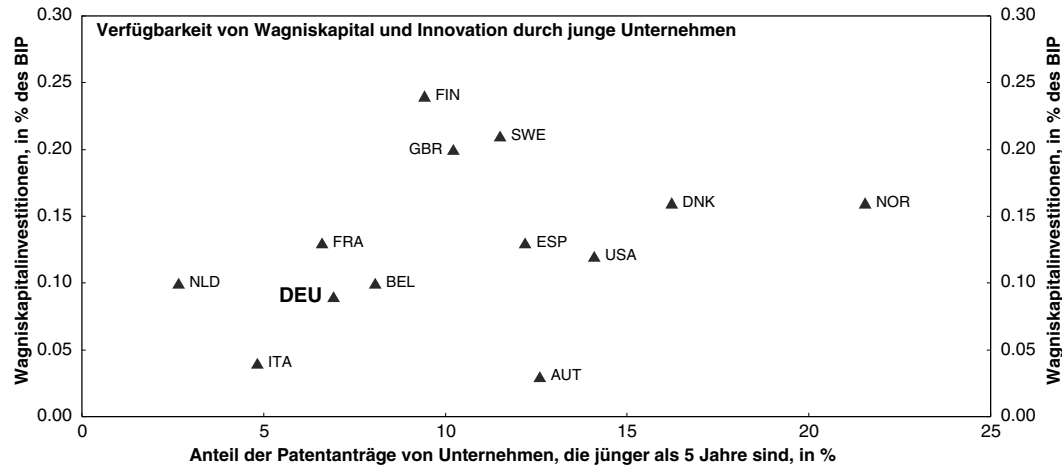 Verfügbarkeit von Wagniskapital und Innovation durch junge Unternehmen
Wagniskapitalinvestitionen, in % des BIP
0.30
0.25
0.20
0.15
0.10
0.05
0.00
FIN
SWE
GBR
DNK
NOR
FRA
ESP
USA
NLD
DEU
BEL
ITA
AUT
0.30
0.25
0.20
0.15
0.10
0.05
0.00
Wagniskapitalinvestitionen, in % des BIP
0 5 10 15 20 25
Anteil der Patentanträge von Unternehmen, die jünger als 5 Jahre sind, in %